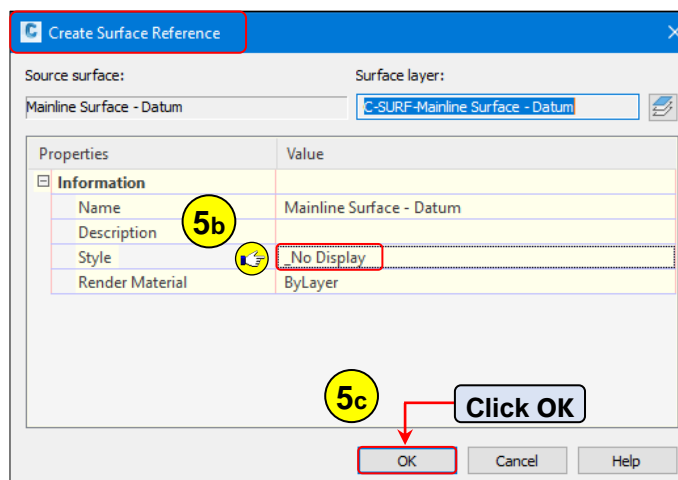 C Create Surface Reference
Source surface: Surface layer:
Mainline Surface - Datum C-SURF-Mainline Surface - Datum
Properties Value
Information
Name Mainline Surface - Datum
5b
Description
Style _No Display
Render Material ByLayer
5c
Click OK
OK Cancel Help